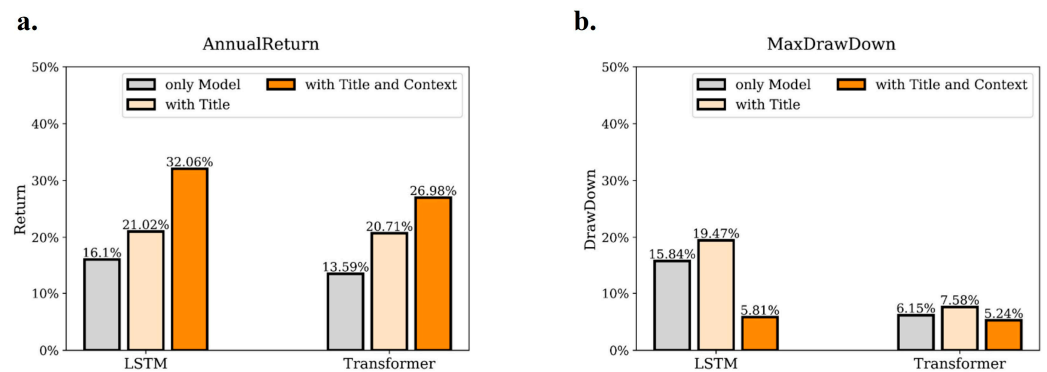 a.
AnnualReturn
50%
40%
30%
20%
10%
0%
Return
only Model
with Title
with Title and Context
16.1%
21.02%
32.06%
13.59%
20.71%
26.98%
LSTM
Transformer
b.
MaxDrawDown
50%
40%
30%
20%
10%
0%
DrawDown
only Model
with Title
with Title and Context
15.84%
19.47%
5.81%
6.15%
7.58%
5.24%
LSTM
Transformer